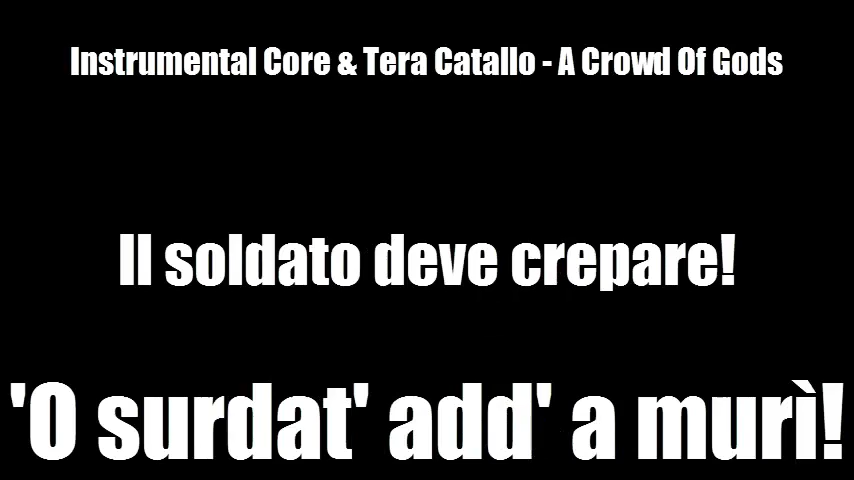 Instrumental Core & Tera Catallo - A Crowd Of Gods
Il soldato deve crepare!
'O surdat' add' a murì!